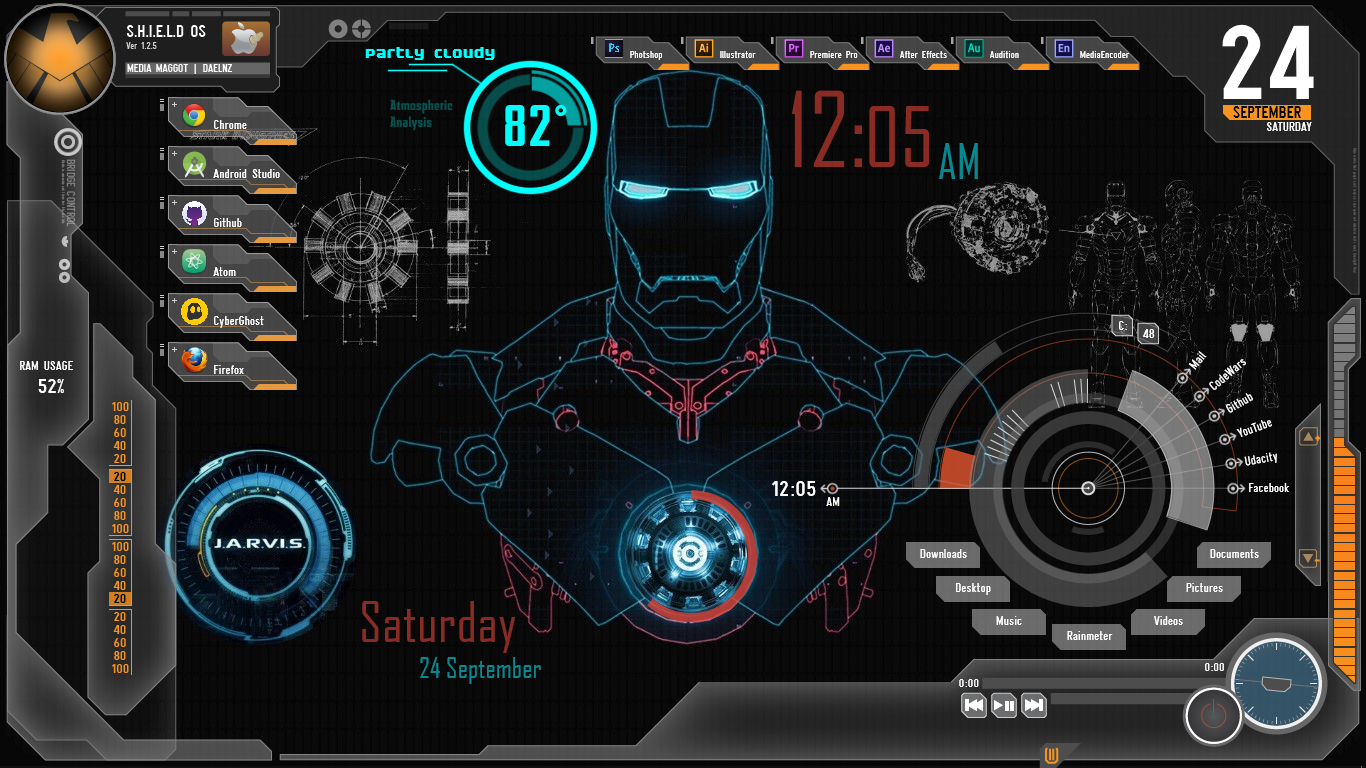 S.H.I.E.L.D OS
Ver 1.2.5
MEDIA MAGGOT | DAELNZ
partly cloudy
Atmospheric
Analysis
82°
Ps Photshop
Ai Illustrator
Pr Premiere Pro
Ae After Effects
Au Audition
En MediaEncoder
24
SEPTEMBER
SATURDAY
12:05 AM
Chrome
Android Studio
Github
Atom
CyberGhost
Firefox
BRIDGE CONTROL
RAM USAGE
52%
100
80
60
40
20
20
40
60
80
100
100
80
60
40
20
20
40
60
80
100
J.A.R.V.I.S.
Saturday
24 September
C:
48
Mail
CodeWars
Github
YouTube
Udacity
Facebook
12:05
AM
Downloads
Desktop
Music
Rainmeter
Videos
Pictures
Documents
0:00
0:00